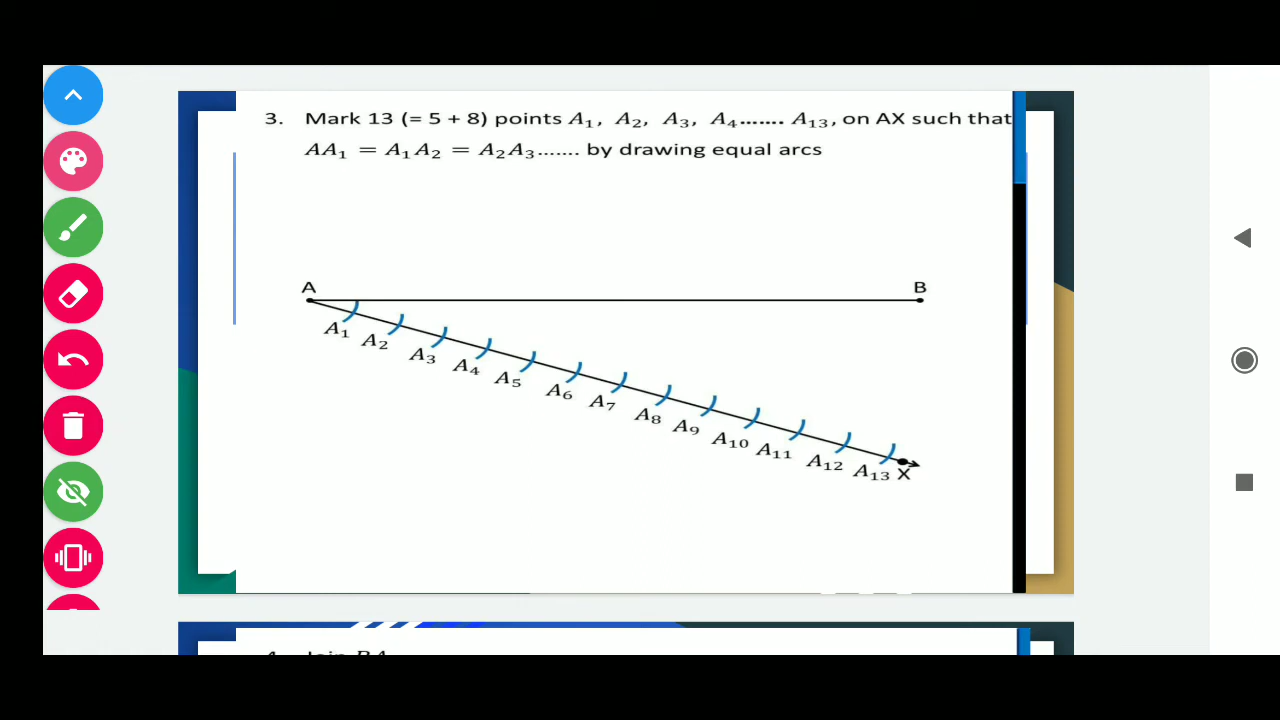 3. Mark 13 (= 5 + 8) points A₁, A₂, A₃, A₄....... A₁₃, on AX such that
AA₁ = A₁A₂ = A₂A₃....... by drawing equal arcs
A B
A₁ A₂ A₃ A₄ A₅ A₆ A₇ A₈ A₉ A₁₀ A₁₁ A₁₂ A₁₃ X